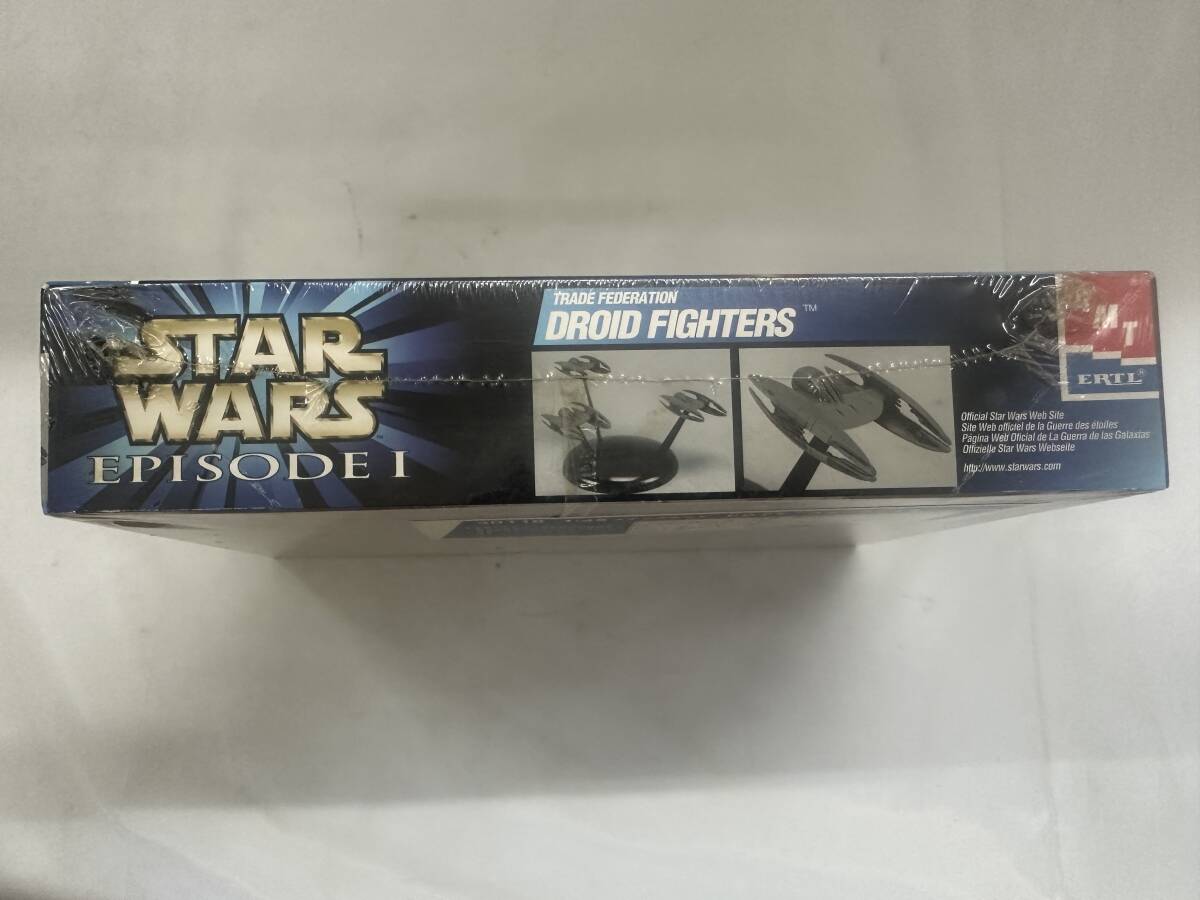 STAR
WARS
EPISODE I
TRADE FEDERATION
DROID FIGHTERS™
MT
ERTL®
Official Star Wars Web Site
Site Web officiel de la Guerre des étoiles
Página Web Oficial de La Guerra de las Galaxias
Offizielle Star Wars Webseite
http://www.starwars.com